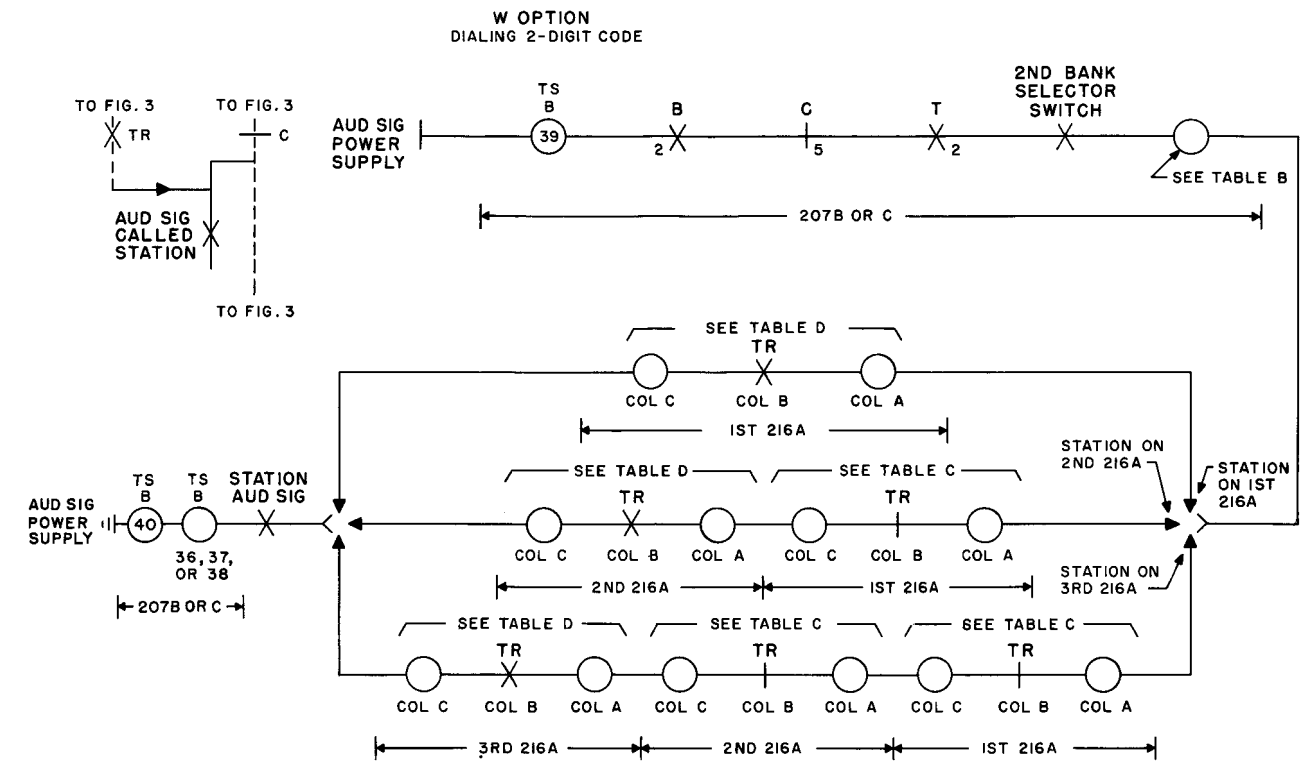 W OPTION
DIALING 2-DIGIT CODE
TO FIG. 3
TR
TO FIG. 3
C
AUD SIG
CALLED
STATION
TO FIG. 3
AUD SIG
POWER
SUPPLY
TS
B
39
B
2
C
5
T
2
2ND BANK
SELECTOR
SWITCH
SEE TABLE B
207B OR C
SEE TABLE D
TR
COL C
COL B
COL A
1ST 216A
SEE TABLE D
TR
COL C
COL B
COL A
2ND 216A
SEE TABLE C
TR
COL C
COL B
COL A
1ST 216A
STATION ON
2ND 216A
STATION
ON 1ST
216A
STATION ON
3RD 216A
AUD SIG
POWER
SUPPLY
TS
B
40
TS
B
36, 37,
OR 38
STATION
AUD SIG
207B OR C
SEE TABLE D
TR
COL C
COL B
COL A
3RD 216A
SEE TABLE C
TR
COL C
COL B
COL A
2ND 216A
SEE TABLE C
TR
COL C
COL B
COL A
1ST 216A